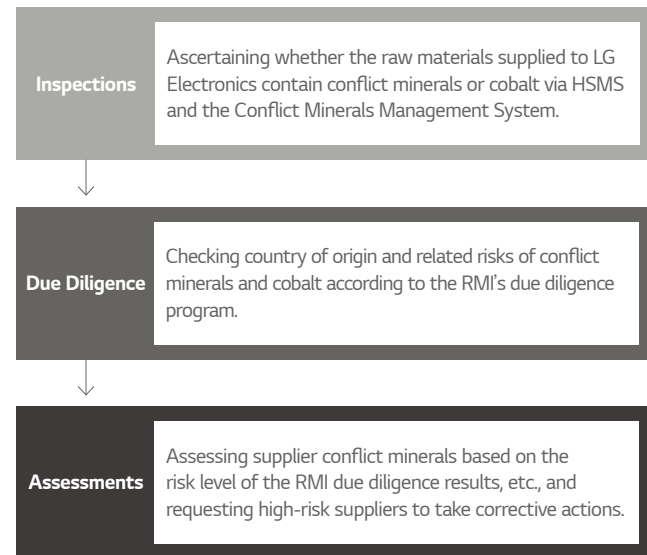 Inspections
Ascertaining whether the raw materials supplied to LG
Electronics contain conflict minerals or cobalt via HSMS
and the Conflict Minerals Management System.
Due Diligence
Checking country of origin and related risks of conflict
minerals and cobalt according to the RMI's due diligence
program.
Assessments
Assessing supplier conflict minerals based on the
risk level of the RMI due diligence results, etc., and
requesting high-risk suppliers to take corrective actions.